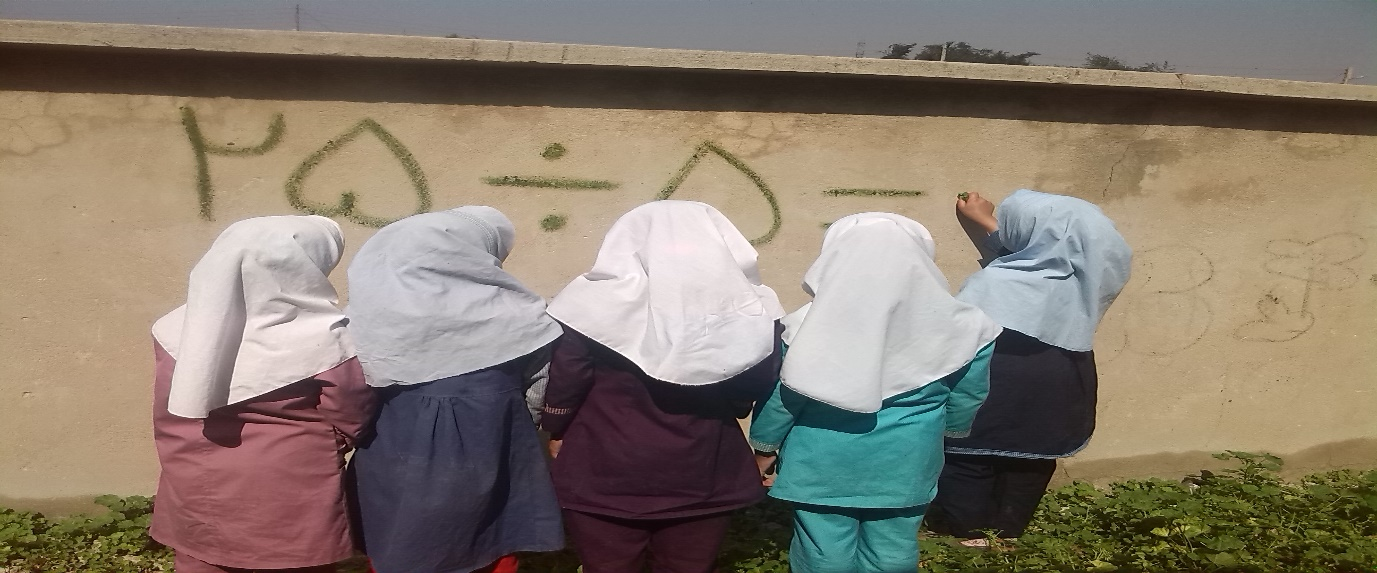 ۲۵ ÷ ۵ =